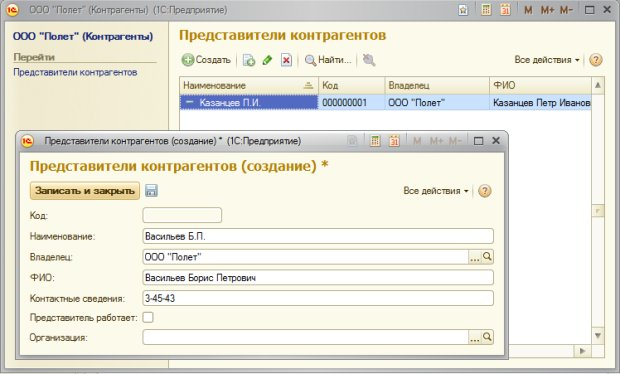 ООО "Полет" (Контрагенты) (1С:Предприятие)
M M+ M-
ООО "Полет" (Контрагенты)
Перейти
Представители контрагентов
Представители контрагентов
Создать Найти... Все действия
Наименование Код Владелец ФИО
Казанцев П.И. 000000001 ООО "Полет" Казанцев Петр Иванов
Представители контрагентов (создание) * (1С:Предприятие)
M M+ M-
Представители контрагентов (создание) *
Записать и закрыть Все действия
Код:
Наименование: Васильев Б.П.
Владелец: ООО "Полет" ...
ФИО: Васильев Борис Петрович
Контактные сведения: 3-45-43
Представитель работает:
Организация: ...